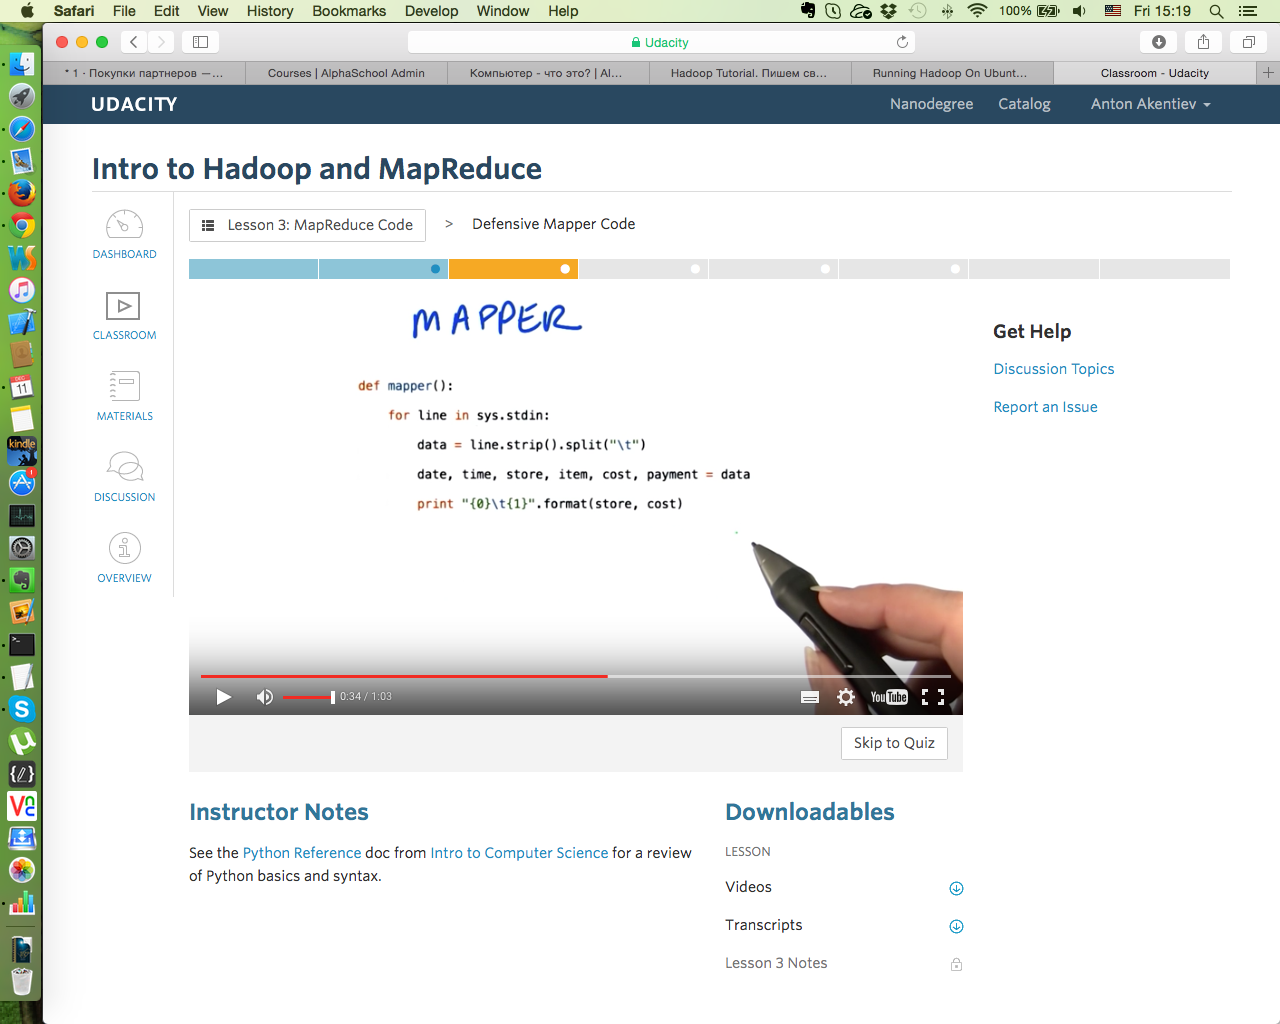 Safari File Edit View History Bookmarks Develop Window Help 100% Fri 15:19
Udacity
* 1 - Покупки партнеров —... Courses | AlphaSchool Admin Компьютер - что это? | Al... Hadoop Tutorial. Пишем св... Running Hadoop On Ubunt... Classroom - Udacity
UDACITY Nanodegree Catalog Anton Akentiev
Intro to Hadoop and MapReduce
Lesson 3: MapReduce Code > Defensive Mapper Code
DASHBOARD
CLASSROOM
MATERIALS
DISCUSSION
OVERVIEW
MAPPER
def mapper():
for line in sys.stdin:
data = line.strip().split("\t")
date, time, store, item, cost, payment = data
print "{0}\t{1}".format(store, cost)
0:34 / 1:03
YouTube
Skip to Quiz
Get Help
Discussion Topics
Report an Issue
Instructor Notes
See the Python Reference doc from Intro to Computer Science for a review
of Python basics and syntax.
Downloadables
LESSON
Videos
Transcripts
Lesson 3 Notes
DEC
11
kindle